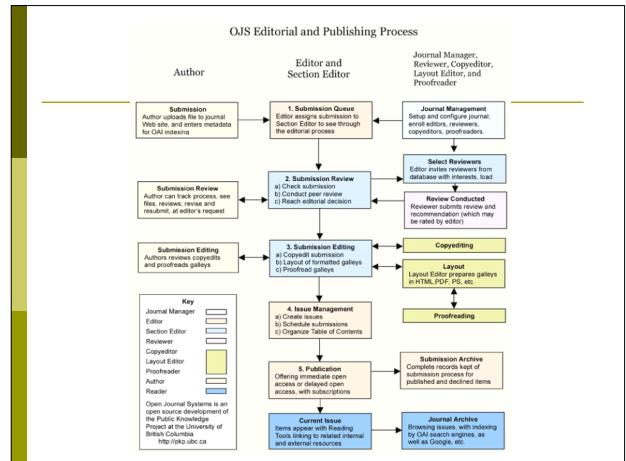 OJS Editorial and Publishing Process
Author
Editor and
Section Editor
Journal Manager,
Reviewer, Copyeditor,
Layout Editor, and
Proofreader
Submission
Author uploads file to journal
Web site, and enters metadata
for OAI indexing
1. Submission Queue
Editor assigns submission to
Section Editor to see through
the editorial process
Journal Management
Setup and configure journal;
enroll editors, reviewers,
copyeditors, proofreaders.
Select Reviewers
Editor invites reviewers from
database with interests, load
Submission Review
Author can track process, see
files, reviews, revise and
resubmit, at editor's request
2. Submission Review
a) Check submission
b) Conduct peer review
c) Reach editorial decision
Review Conducted
Reviewer submits review and
recommendation (which may
be rated by editor)
Submission Editing
Authors reviews copyedits
and proofreads galleys
3. Submission Editing
a) Copyedit submission
b) Layout of formatted galleys
c) Proofread galleys
Copyediting
Layout
Layout Editor prepares galleys
in HTML,PDF, PS, etc.
Proofreading
Key
Journal Manager
Editor
Section Editor
Reviewer
Copyeditor
Layout Editor
Proofreader
Author
Reader
Open Journal Systems is an
open source development of
the Public Knowledge
Project at the University of
British Columbia
http://pkp.ubc.ca
4. Issue Management
a) Create issues
b) Schedule submissions
c) Organize Table of Contents
5. Publication
Offering immediate open
access or delayed open
access, with subscriptions
Submission Archive
Complete records kept of
submission process for
published and declined items
Current Issue
Items appear with Reading
Tools linking to related internal
and external resources
Journal Archive
Browsing issues, with indexing
by OAI search engines, as
well as Google, etc.